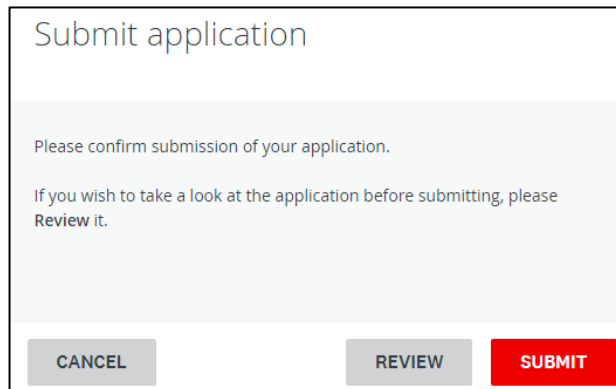 Submit application
Please confirm submission of your application.
If you wish to take a look at the application before submitting, please
Review it.
CANCEL
REVIEW
SUBMIT